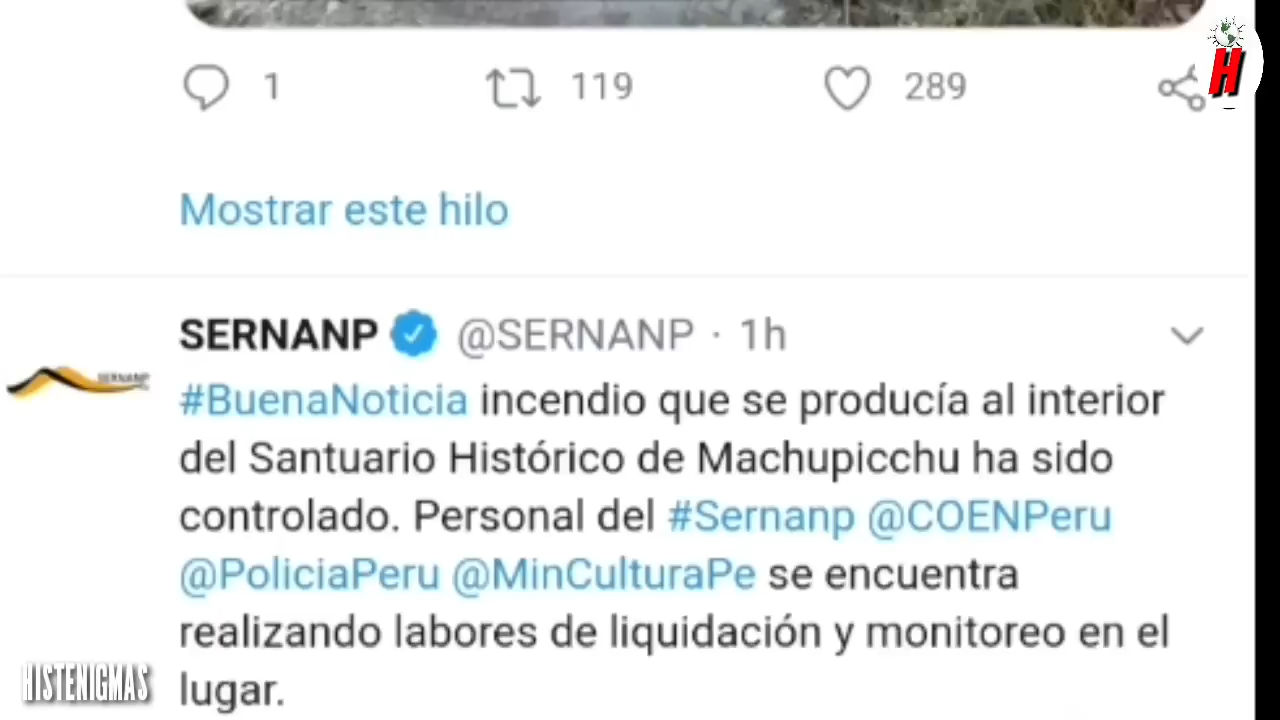 1 119 289
H
Mostrar este hilo
SERNANP @SERNANP · 1h
SERNANP
#BuenaNoticia incendio que se producía al interior
del Santuario Histórico de Machupicchu ha sido
controlado. Personal del #Sernanp @COENPeru
@PoliciaPeru @MinCulturaPe se encuentra
realizando labores de liquidación y monitoreo en el
lugar.
HISTENIGMAS